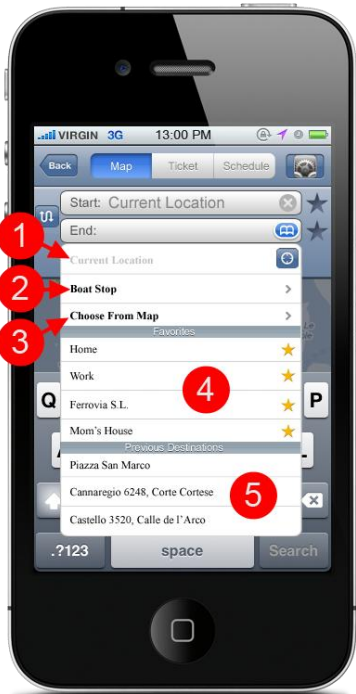 VIRGIN 3G 13:00 PM
Back Map Ticket Schedule
Start: Current Location
End:
1
Current Location
2
Boat Stop
3
Choose From Map
Favorites
Home
Work
4
Q P
Ferrovia S.L.
Mom's House
Previous Destinations
Piazza San Marco
Cannaregio 6248, Corte Cortese
5
Castello 3520, Calle de l'Arco
.?123 space Search